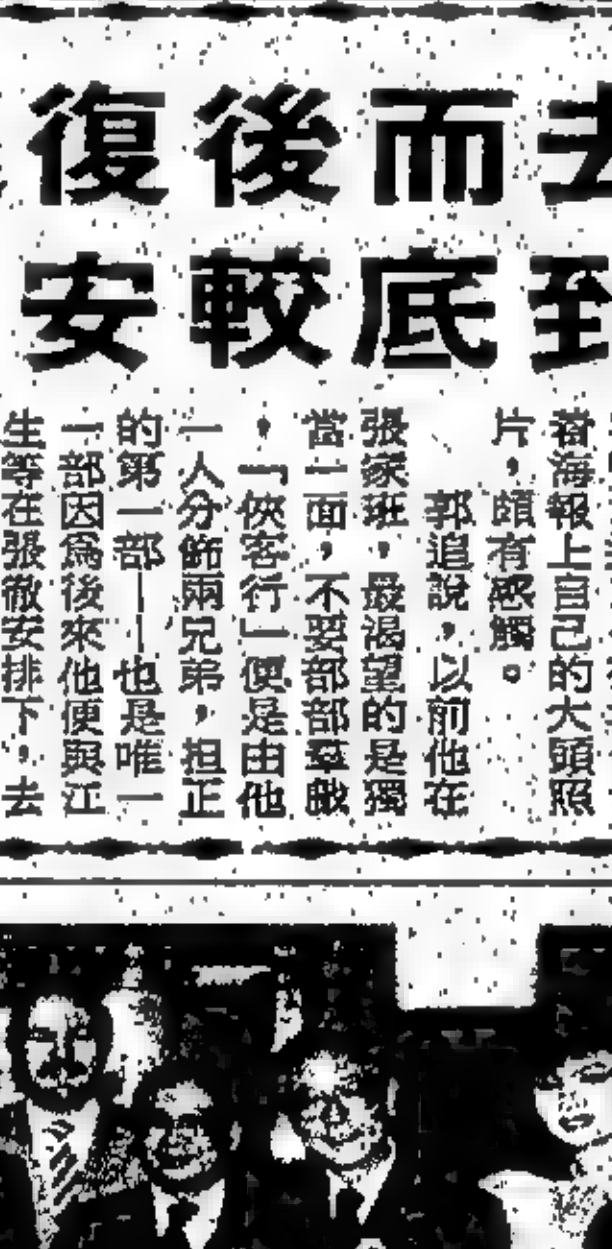 去而後復
到底較安
着海報上自己的大頭照
片，頗有感觸。
郭追說，以前他在
張家班，最渴望的是獨
當一面，不要部部羣戲
，「俠客行」便是由他
一人分飾兩兄弟，担正
的第一部——也是唯一
一部因爲後來他便與江
生等在張徹安排下，去